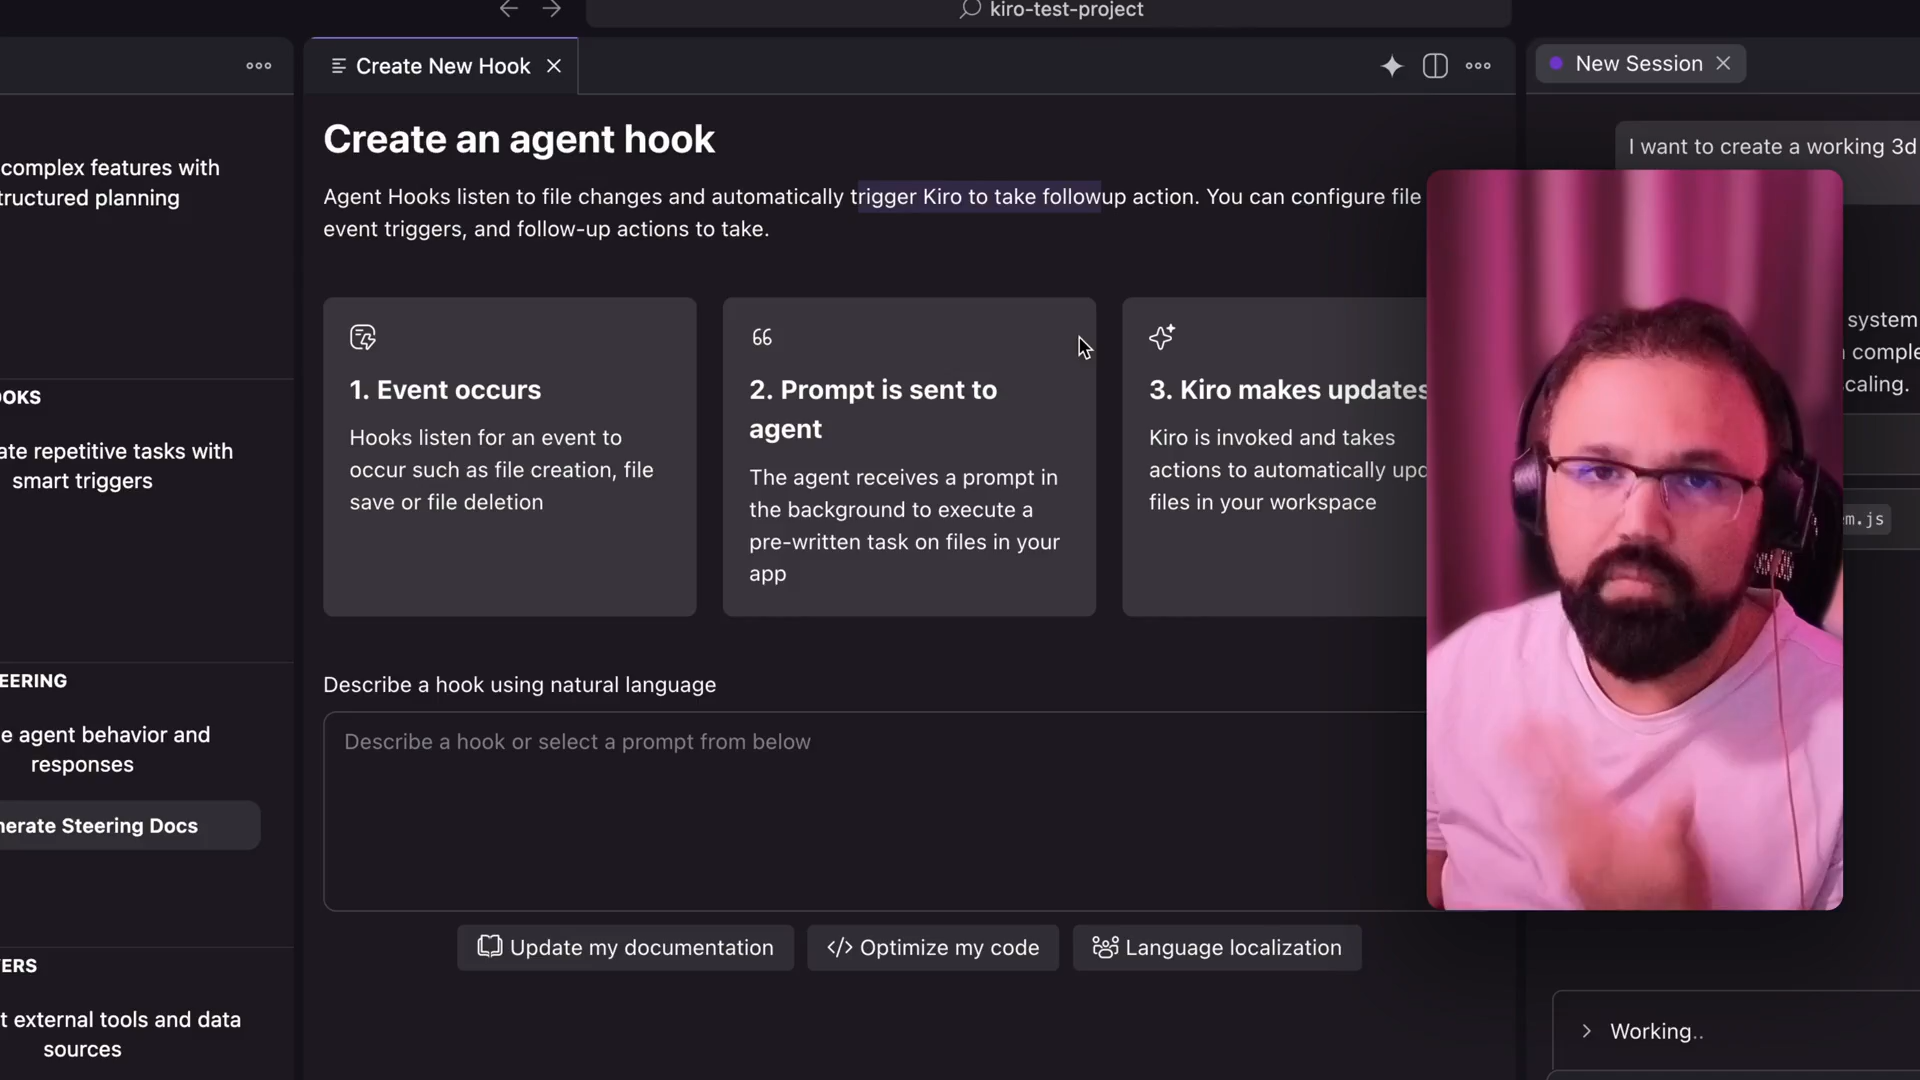 kiro-test-project
Create New Hook
New Session
Create an agent hook
Agent Hooks listen to file changes and automatically trigger Kiro to take followup action. You can configure file
event triggers, and follow-up actions to take.
1. Event occurs
Hooks listen for an event to
occur such as file creation, file
save or file deletion
2. Prompt is sent to
agent
The agent receives a prompt in
the background to execute a
pre-written task on files in your
app
3. Kiro makes updates
Kiro is invoked and takes
actions to automatically upd
files in your workspace
Describe a hook using natural language
Describe a hook or select a prompt from below
Update my documentation
Optimize my code
Language localization
complex features with
tructured planning
OOKS
ate repetitive tasks with
smart triggers
EERING
e agent behavior and
responses
nerate Steering Docs
VERS
t external tools and data
sources
I want to create a working 3d
system
comple
caling.
m.js
Working..